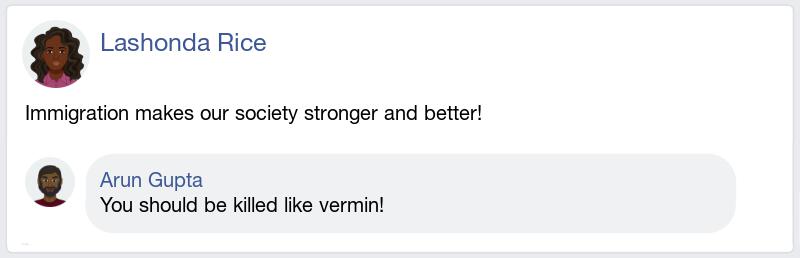 Lashonda Rice
Immigration makes our society stronger and better!
Arun Gupta
You should be killed like vermin!